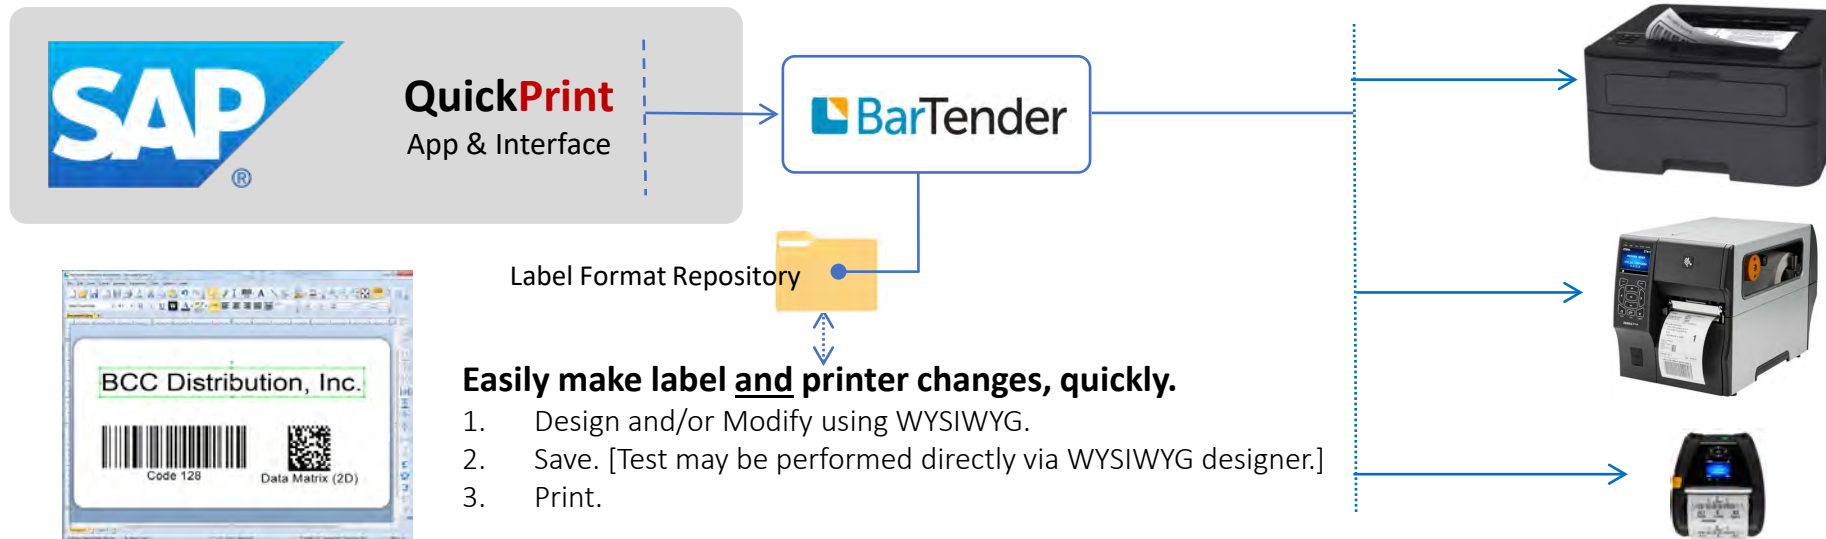 SAP
®
QuickPrint
App & Interface
BarTender
Label Format Repository
BCC Distribution, Inc.
Code 128
Data Matrix (2D)
Easily make label and printer changes, quickly.
1. Design and/or Modify using WYSIWYG.
2. Save. [Test may be performed directly via WYSIWYG designer.]
3. Print.